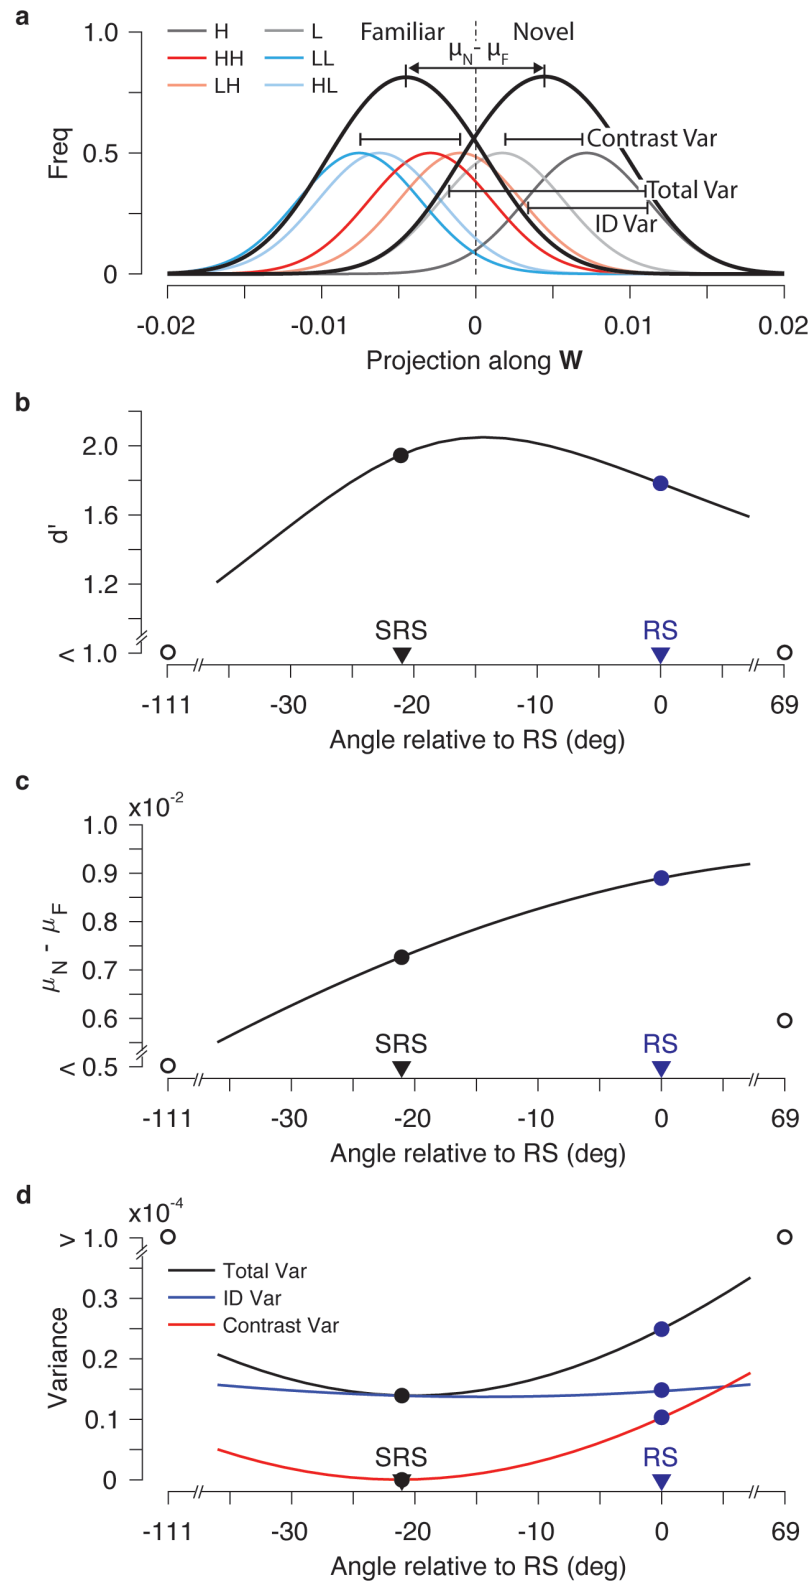 a
H L
HH LL
LH HL
Familiar Novel
μN- μF
Contrast Var
Total Var
ID Var
Freq
1.0
0.5
0
-0.02 -0.01 0 0.01 0.02
Projection along W
b
d'
2.0
1.6
1.2
< 1.0
SRS RS
-111 -30 -20 -10 0 69
Angle relative to RS (deg)
c
x10-2
μN - μF
1.0
0.9
0.8
0.7
0.6
< 0.5
SRS RS
-111 -30 -20 -10 0 69
Angle relative to RS (deg)
d
x10-4
Variance
> 1.0
Total Var
ID Var
Contrast Var
0.3
0.2
0.1
0
SRS RS
-111 -30 -20 -10 0 69
Angle relative to RS (deg)